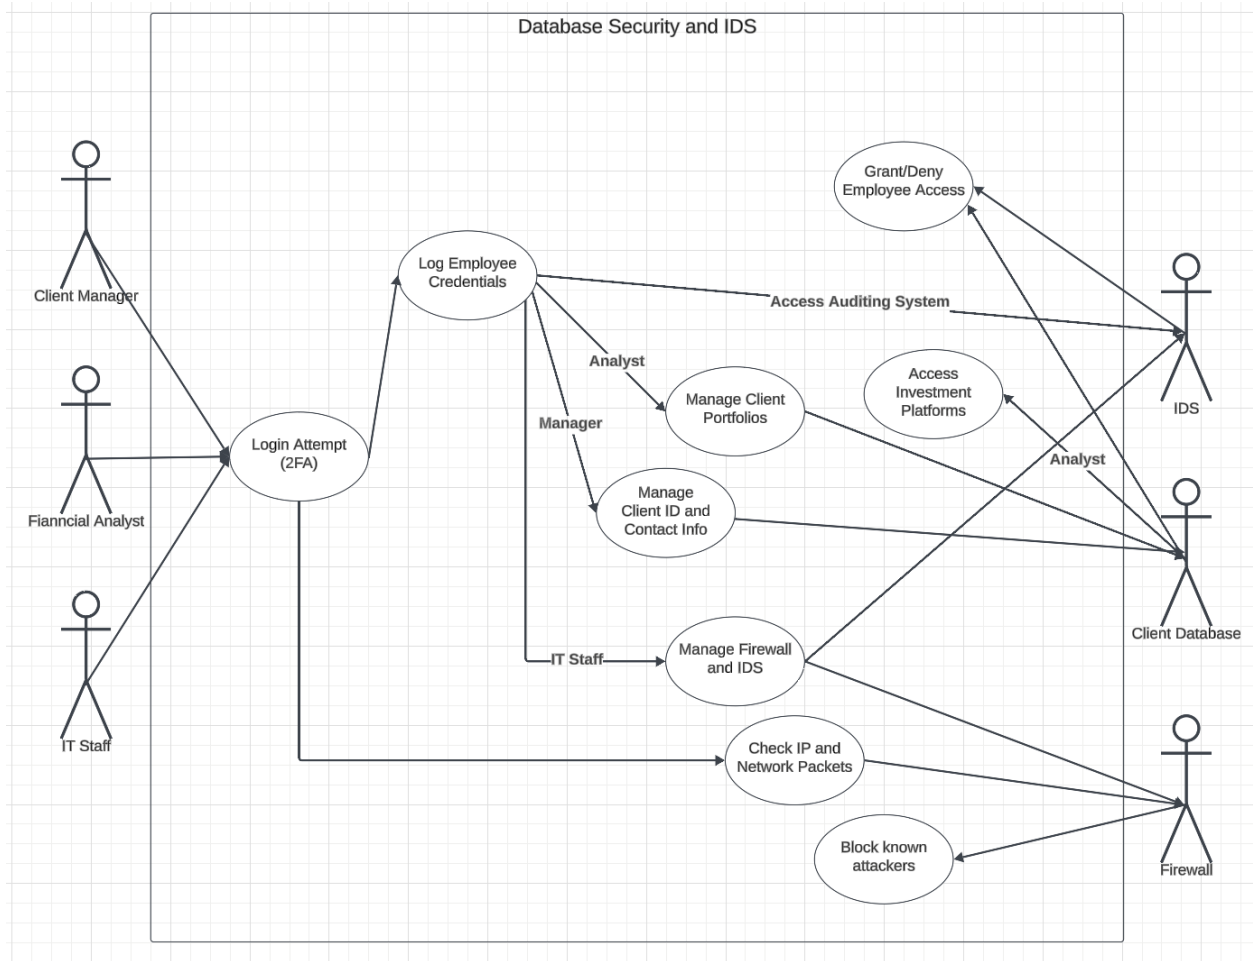 Database Security and IDS
Grant/Deny
Employee Access
Log Employee
Credentials
Client Manager
Access Auditing System
Analyst
Access
Investment
Platforms
IDS
Manage Client
Portfolios
Manager
Login Attempt
(2FA)
Analyst
Manage
Client ID and
Contact Info
Fianncial Analyst
Client Database
IT Staff
Manage Firewall
and IDS
IT Staff
Check IP and
Network Packets
Block known
attackers
Firewall